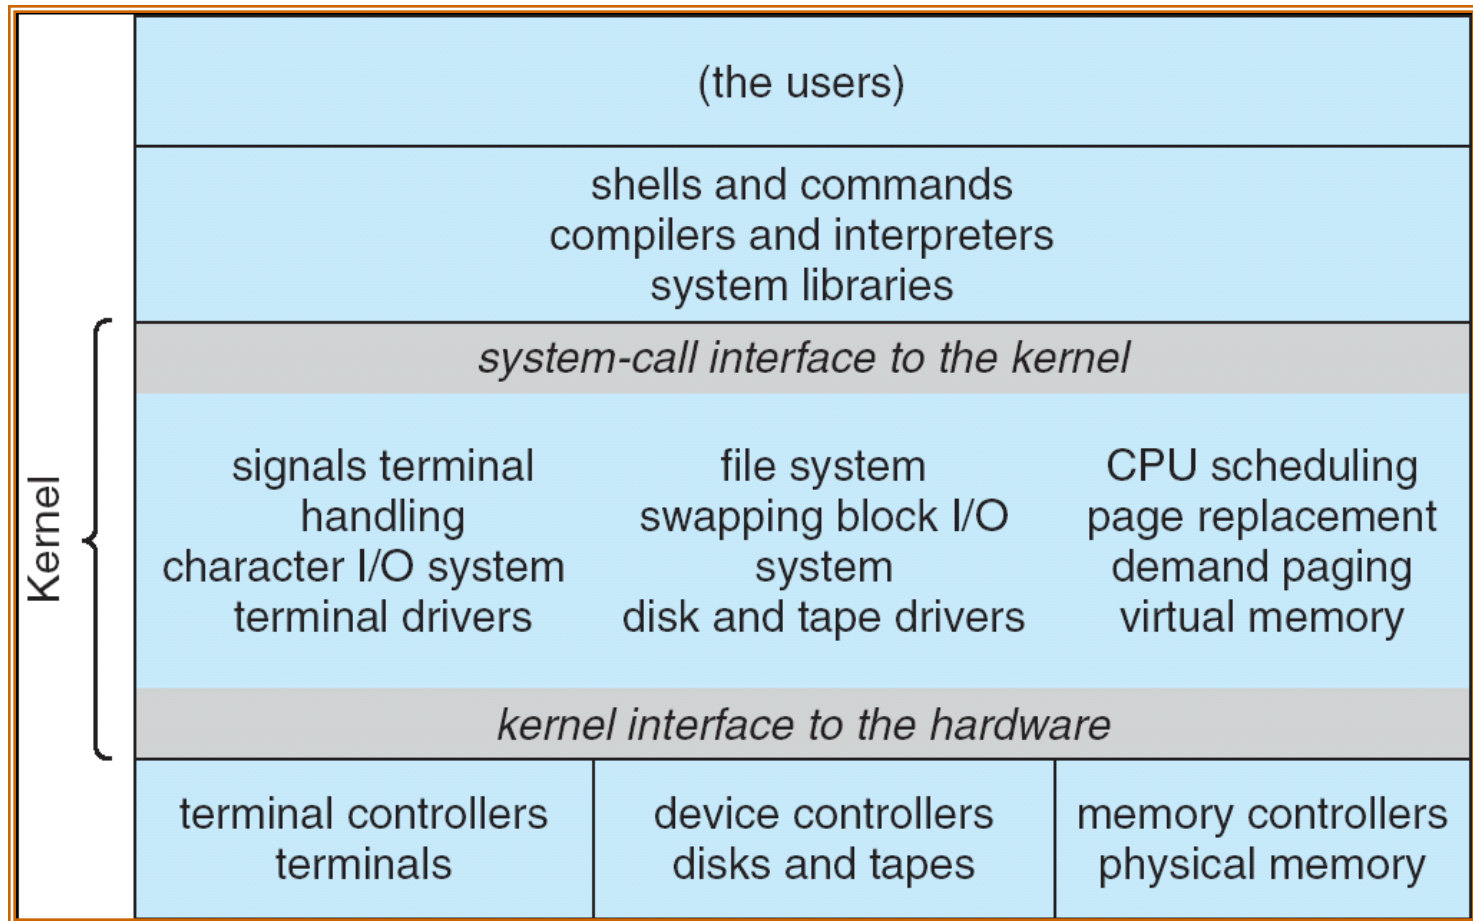 (the users)
shells and commands
compilers and interpreters
system libraries
Kernel
system-call interface to the kernel
signals terminal
handling
character I/O system
terminal drivers
file system
swapping block I/O
system
disk and tape drivers
CPU scheduling
page replacement
demand paging
virtual memory
kernel interface to the hardware
terminal controllers
terminals
device controllers
disks and tapes
memory controllers
physical memory